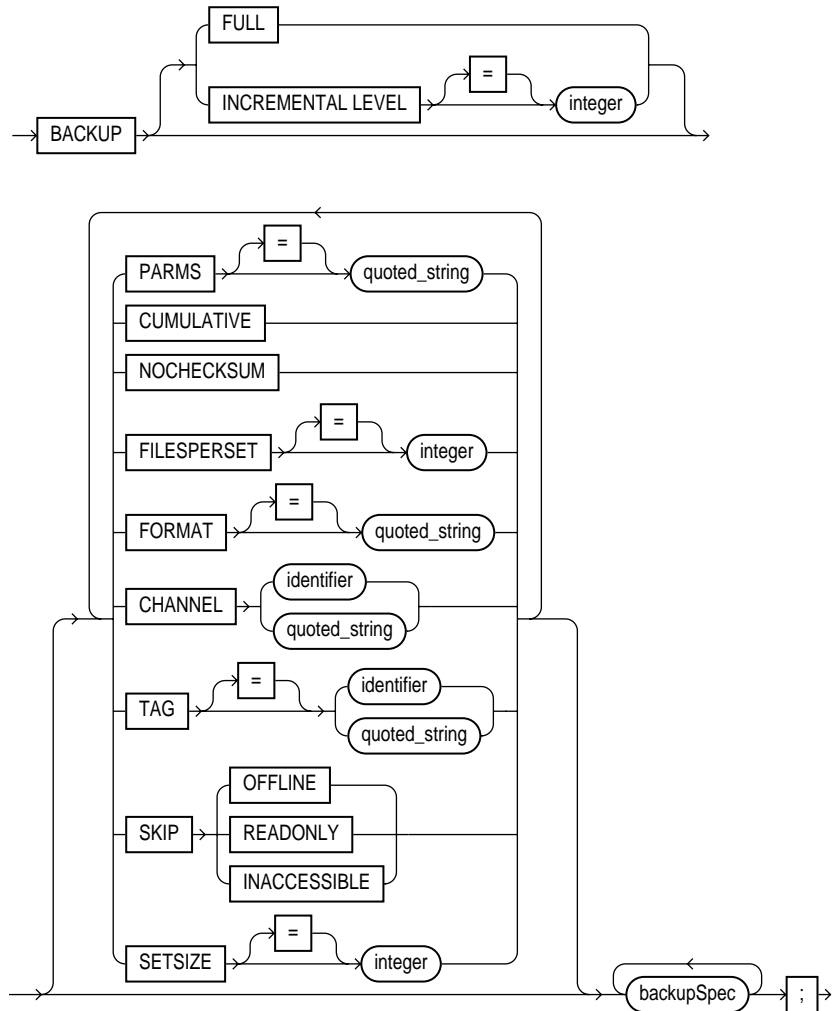 FULL
=
INCREMENTAL LEVEL integer
BACKUP
=
PARMS quoted_string
CUMULATIVE
NOCHECKSUM
=
FILESPERSET integer
=
FORMAT quoted_string
identifier
CHANNEL
quoted_string
=
identifier
TAG
quoted_string
OFFLINE
SKIP READONLY
INACCESSIBLE
=
SETSIZE integer
backupSpec ;